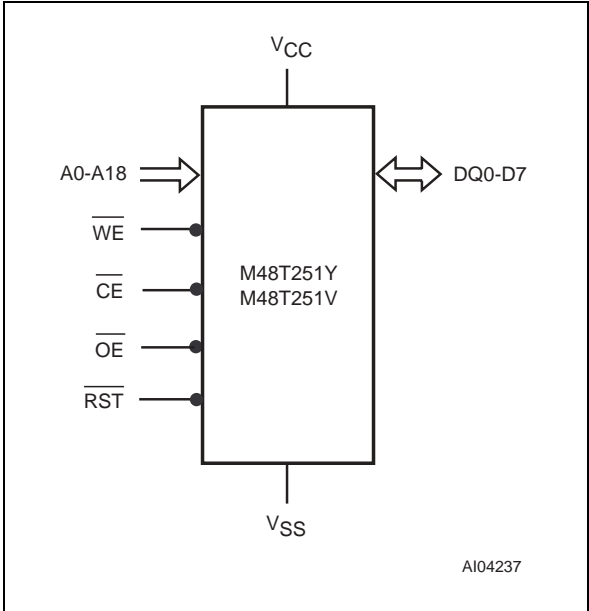 VCC
A0-A18
DQ0-D7
WE
CE
OE
RST
M48T251Y
M48T251V
VSS
AI04237